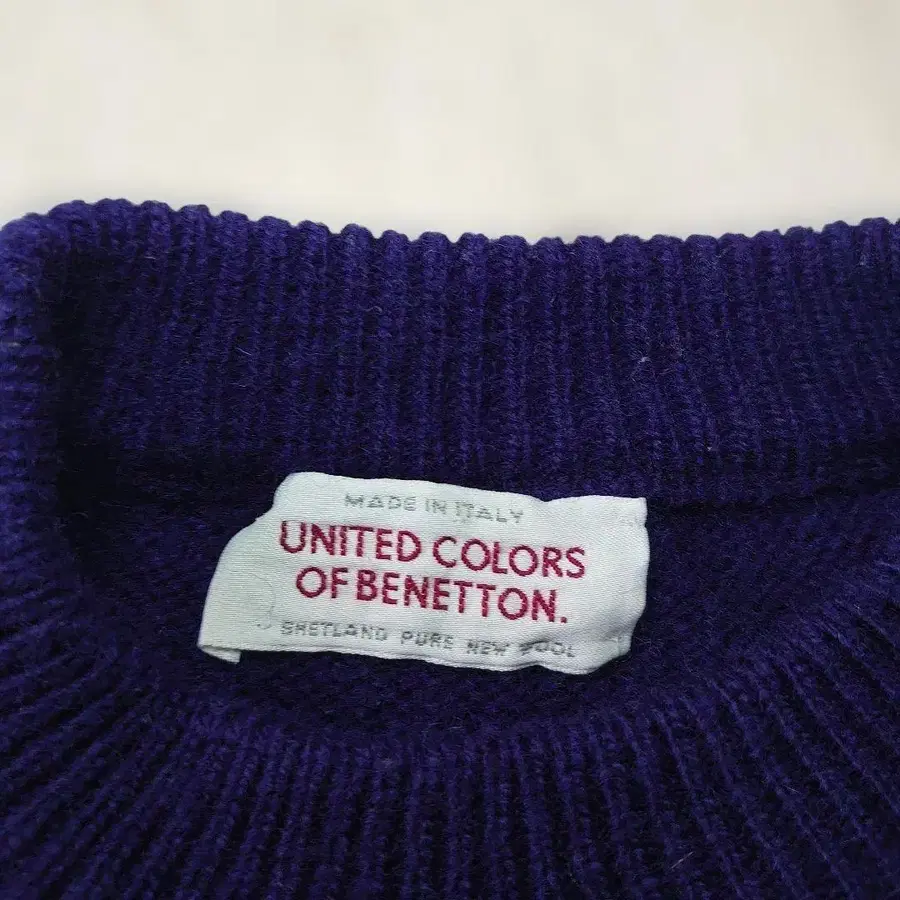 MADE IN ITALY
UNITED COLORS
OF BENETTON.
SHETLAND PURE NEW WOOL